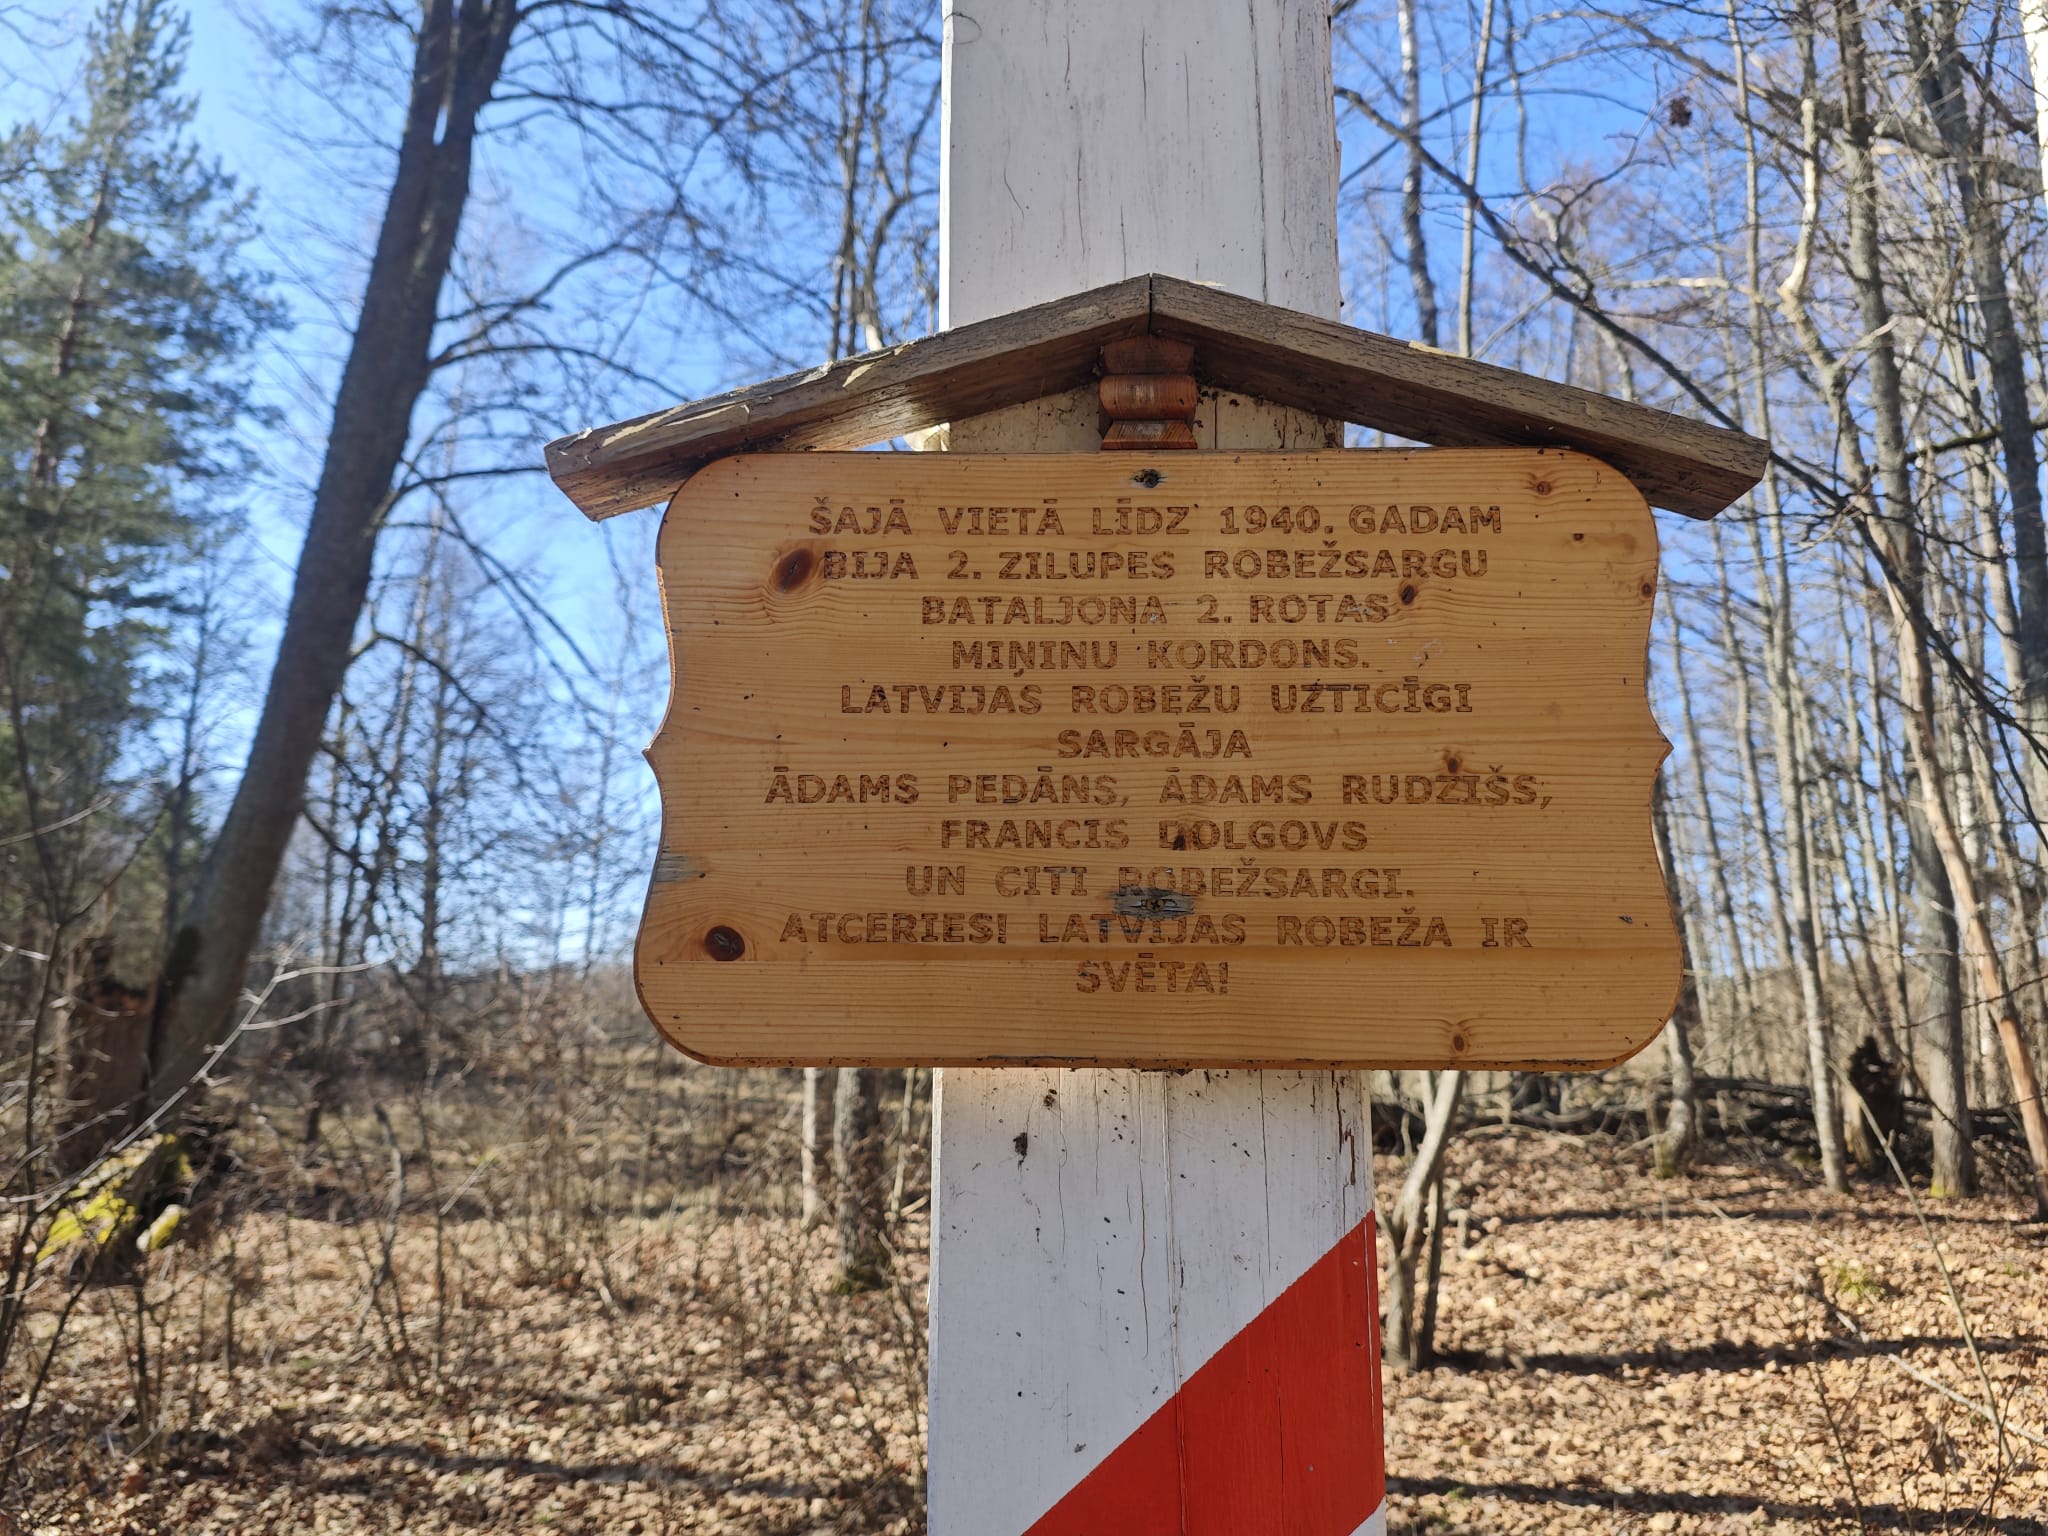 ŠAJĀ VIETĀ LĪDZ 1940. GADAM
BIJA 2. ZILUPES ROBEŽSARGU
BATALJONA 2. ROTAS
MIŅINU KORDONS.
LATVIJAS ROBEŽU UZTICĪGI
SARGĀJA
ĀDAMS PEDĀNS, ĀDAMS RUDZIŠS,
FRANCIS DOLGOVS
UN CITI ROBEŽSARGI.
ATCERIES! LATVIJAS ROBEŽA IR
SVĒTA!